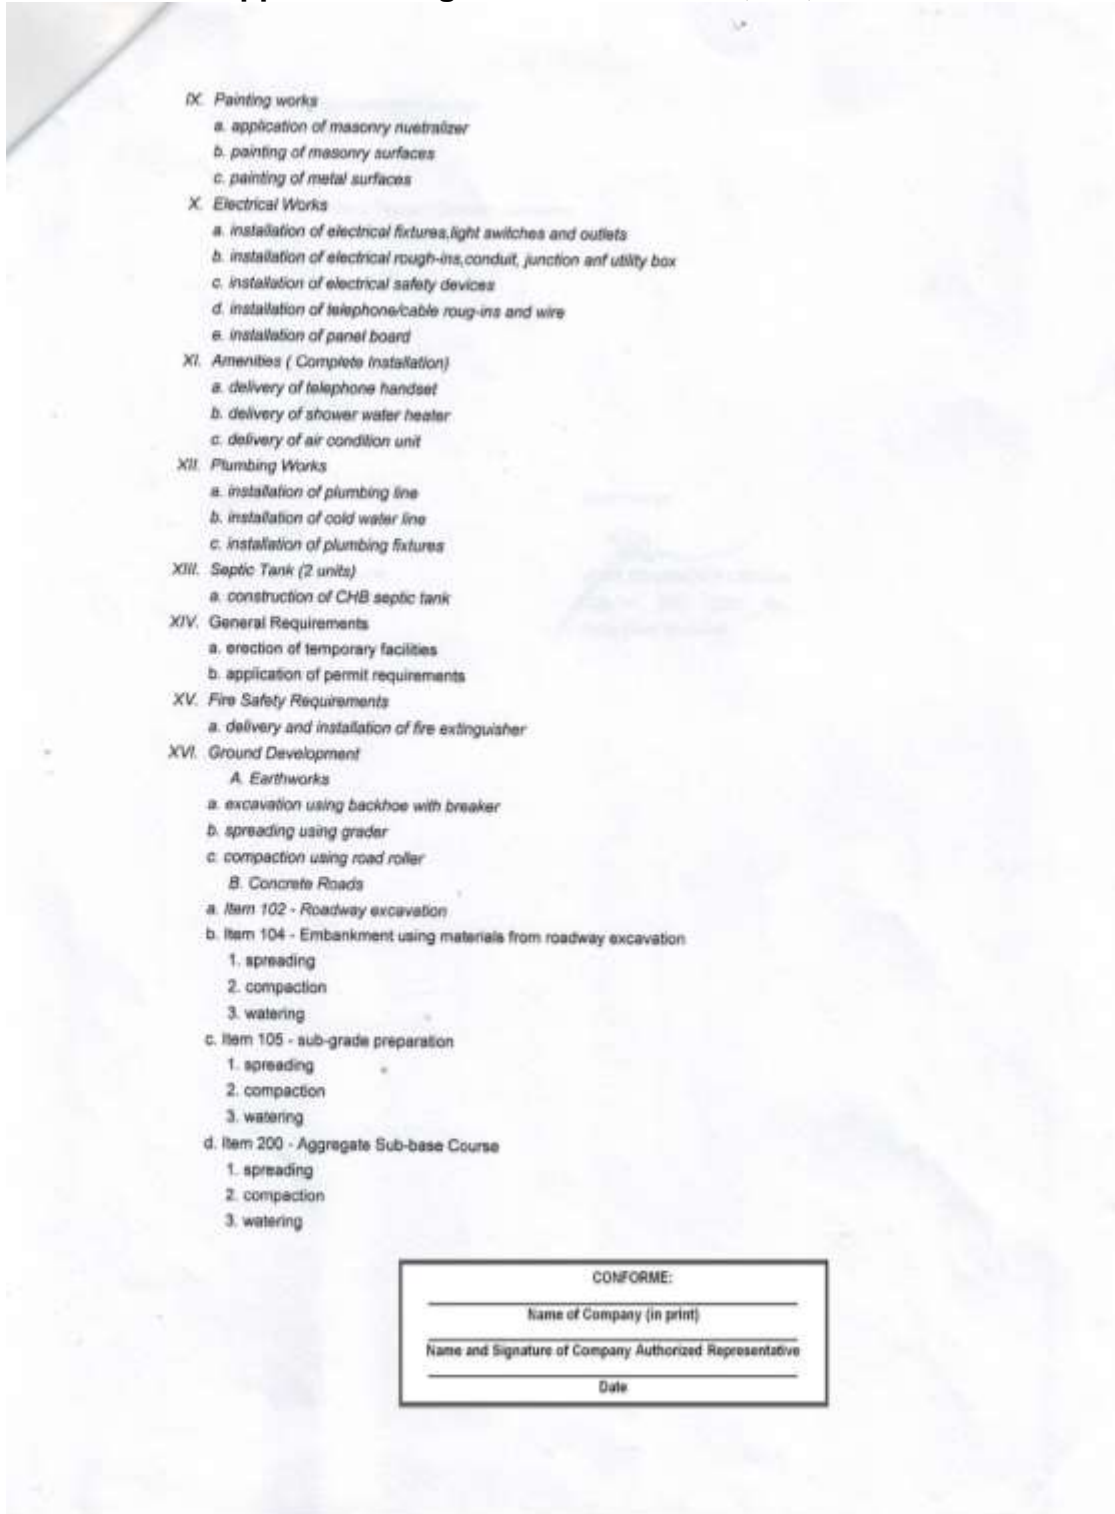 IX. Painting works
a. application of masonry nuetralizer
b. painting of masonry surfaces
c. painting of metal surfaces
X. Electrical Works
a. installation of electrical fixtures,light switches and outlets
b. installation of electrical rough-ins,conduit, junction anf utility box
c. installation of electrical safety devices
d. installation of telephone/cable roug-ins and wire
e. installation of panel board
XI. Amenities ( Complete Installation)
a. delivery of telephone handset
b. delivery of shower water heater
c. delivery of air condition unit
XII. Plumbing Works
a. installation of plumbing line
b. installation of cold water line
c. installation of plumbing fixtures
XIII. Septic Tank (2 units)
a. construction of CHB septic tank
XIV. General Requirements
a. erection of temporary facilities
b. application of permit requirements
XV. Fire Safety Requirements
a. delivery and installation of fire extinguisher
XVI. Ground Development
A. Earthworks
a. excavation using backhoe with breaker
b. spreading using grader
c. compaction using road roller
B. Concrete Roads
a. Item 102 - Roadway excavation
b. Item 104 - Embankment using materials from roadway excavation
1. spreading
2. compaction
3. watering
c. Item 105 - sub-grade preparation
1. spreading
2. compaction
3. watering
d. Item 200 - Aggregate Sub-base Course
1. spreading
2. compaction
3. watering
CONFORME:
Name of Company (in print)
Name and Signature of Company Authorized Representative
Date